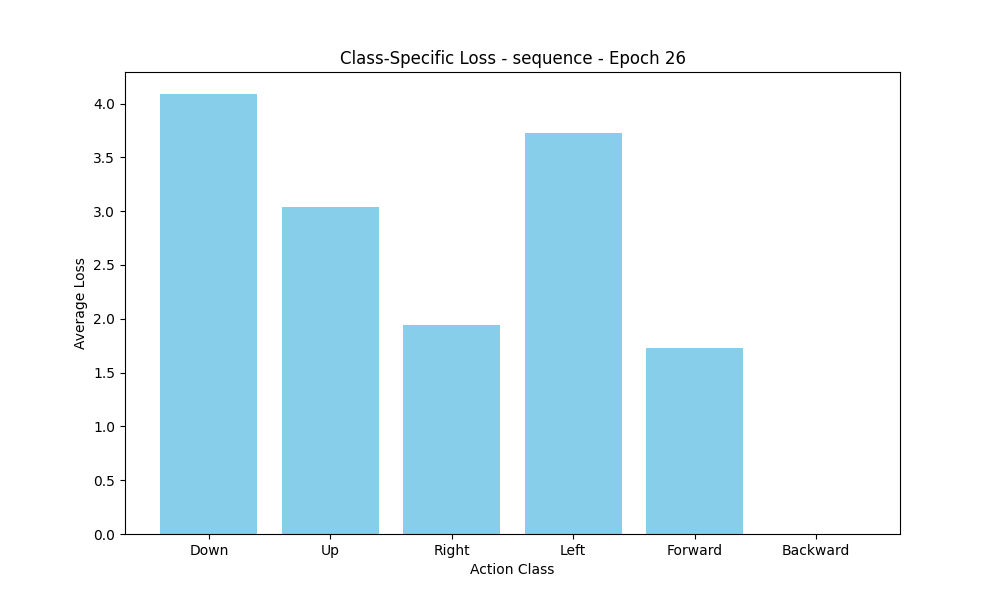 Class-Specific Loss - sequence - Epoch 26
Average Loss
4.0
3.5
3.0
2.5
2.0
1.5
1.0
0.5
0.0
Down Up Right Left Forward Backward
Action Class